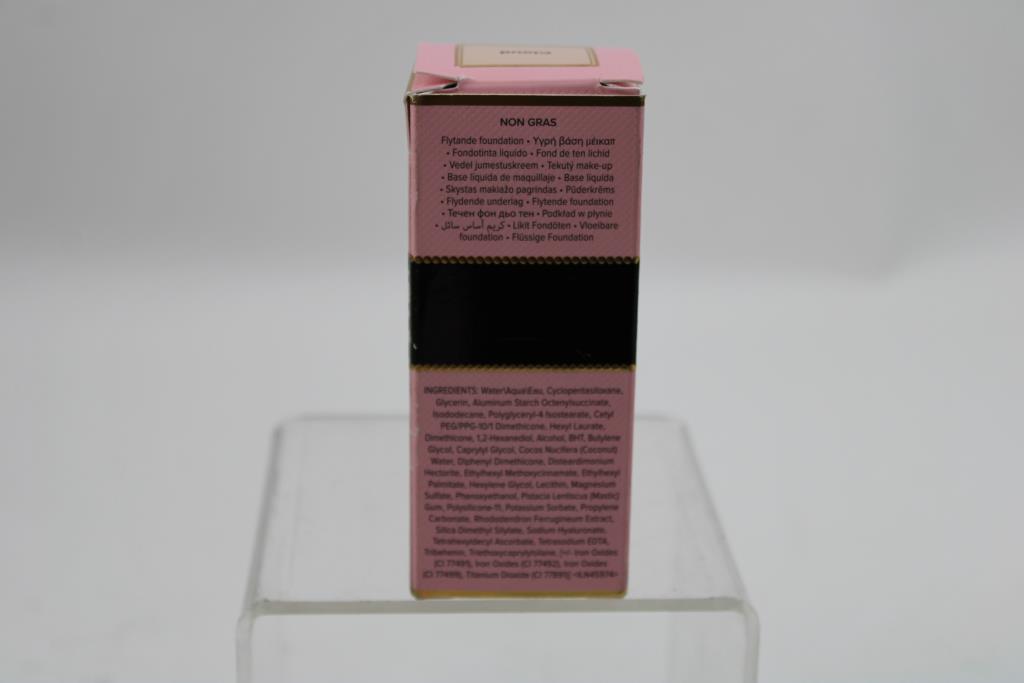 Cloud
NON GRAS
Flytande foundation • Υγρή βάση μέικαπ
• Fondotinta liquido • Fond de ten lichid
• Vedel jumestuskreem • Tekutý make-up
• Base líquida de maquillaje • Base líquida
• Skystas makiažo pagrindas • Pūderkrēms
• Flydende underlag • Flytende foundation
• Течен фон дьо тен • Podkład w płynie
• كريم أساس سائل • Likit Fondöten • Vloeibare
foundation • Flüssige Foundation
INGREDIENTS: Water\Aqua\Eau, Cyclopentasiloxane,
Glycerin, Aluminum Starch Octenylsuccinate,
Isododecane, Polyglyceryl-4 Isostearate, Cetyl
PEG/PPG-10/1 Dimethicone, Hexyl Laurate,
Dimethicone, 1,2-Hexanediol, Alcohol, BHT, Butylene
Glycol, Caprylyl Glycol, Cocos Nucifera (Coconut)
Water, Diphenyl Dimethicone, Disteardimonium
Hectorite, Ethylhexyl Methoxycinnamate, Ethylhexyl
Palmitate, Hexylene Glycol, Lecithin, Magnesium
Sulfate, Phenoxyethanol, Pistacia Lentiscus (Mastic)
Gum, Polysilicone-11, Potassium Sorbate, Propylene
Carbonate, Rhododendron Ferrugineum Extract,
Silica Dimethyl Silylate, Sodium Hyaluronate,
Tetrahexyldecyl Ascorbate, Tetrasodium EDTA,
Tribehenin, Triethoxycaprylylsilane, [+/- Iron Oxides
(CI 77491), Iron Oxides (CI 77492), Iron Oxides
(CI 77499), Titanium Dioxide (CI 77891)] <ILN45974>